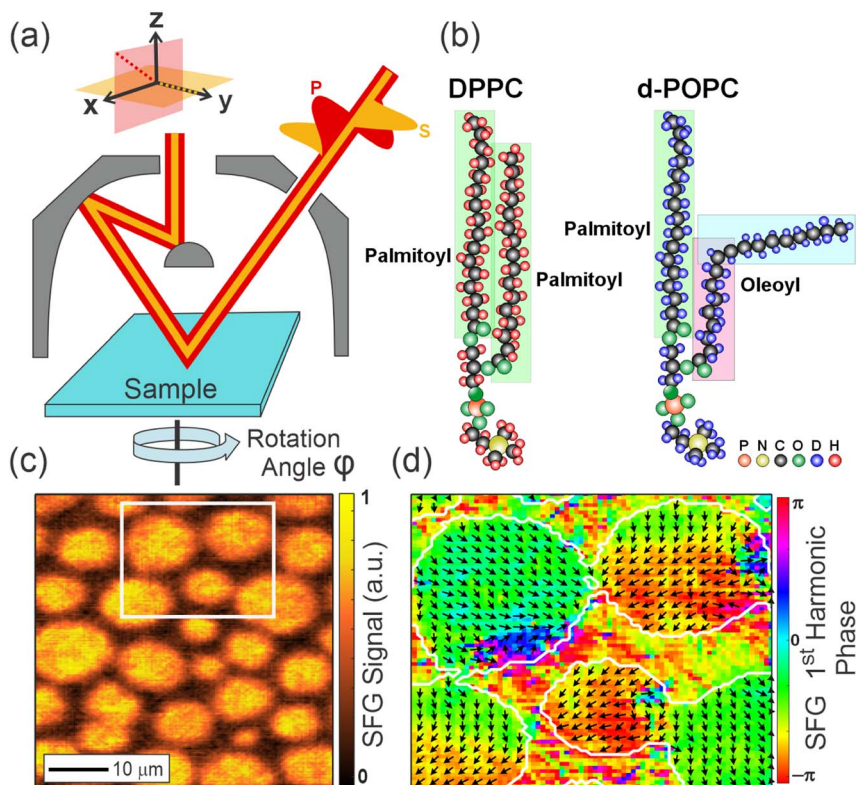 (a)
z
x
y
P
S
Sample
Rotation
Angle φ
(b)
DPPC
d-POPC
Palmitoyl
Palmitoyl
Palmitoyl
Oleoyl
P N C O D H
(c)
10 μm
1
SFG Signal (a.u.)
0
(d)
π
0
-π
SFG 1st Harmonic
Phase